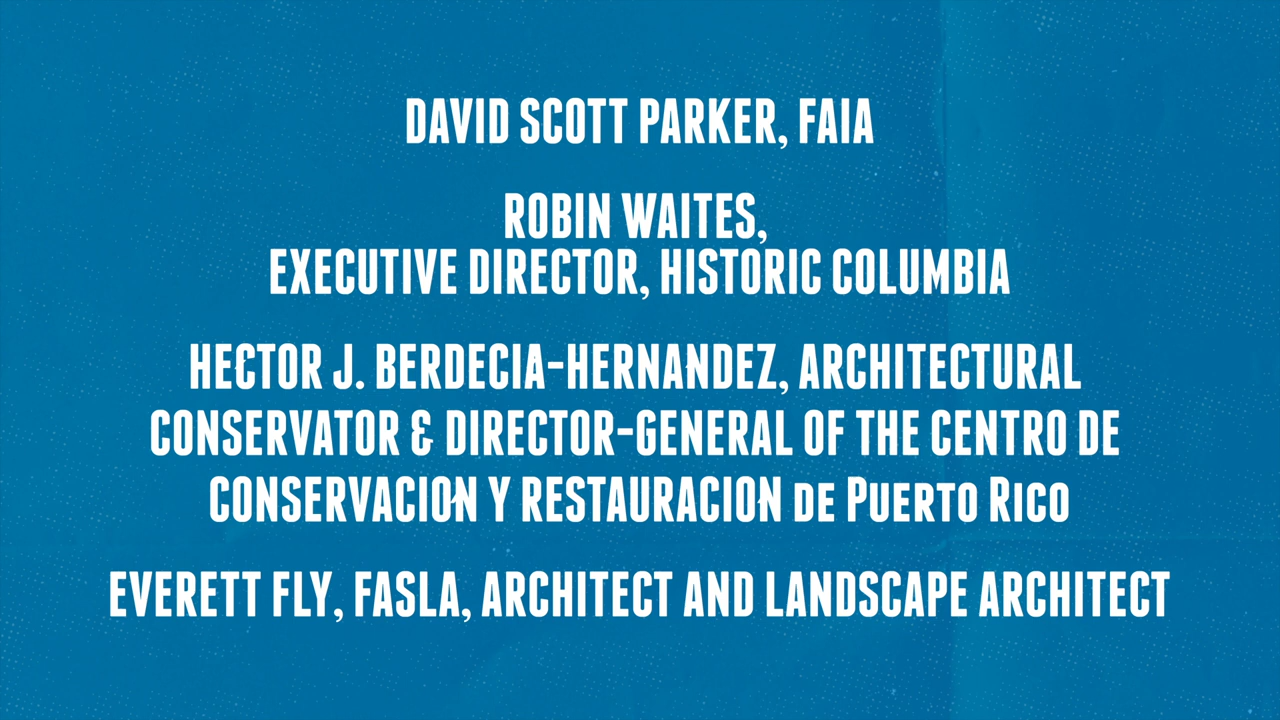 DAVID SCOTT PARKER, FAIA
ROBIN WAITES,
EXECUTIVE DIRECTOR, HISTORIC COLUMBIA
HECTOR J. BERDECIA-HERNANDEZ, ARCHITECTURAL
CONSERVATOR & DIRECTOR-GENERAL OF THE CENTRO DE
CONSERVACION Y RESTAURACION DE PUERTO RICO
EVERETT FLY, FASLA, ARCHITECT AND LANDSCAPE ARCHITECT